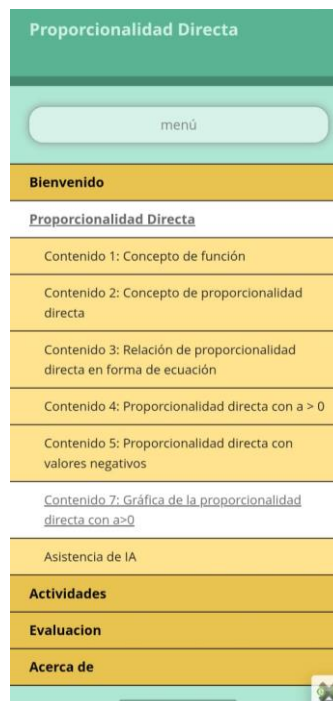 Proporcionalidad Directa
menú
Bienvenido
Proporcionalidad Directa
Contenido 1: Concepto de función
Contenido 2: Concepto de proporcionalidad
directa
Contenido 3: Relación de proporcionalidad
directa en forma de ecuación
Contenido 4: Proporcionalidad directa con a > 0
Contenido 5: Proporcionalidad directa con
valores negativos
Contenido 7: Gráfica de la proporcionalidad
directa con a>0
Asistencia de IA
Actividades
Evaluacion
Acerca de